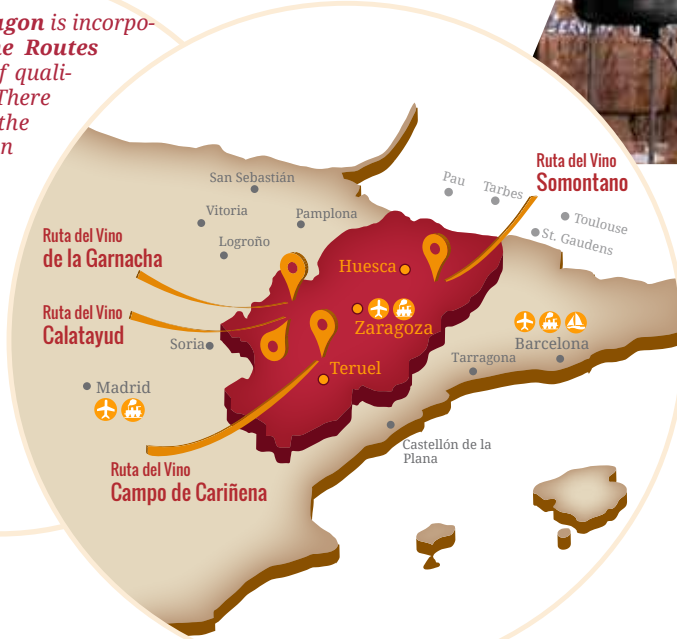 agon is incorpo-
ne Routes
f quali-
There
the
n
Ruta del Vino
Somontano
San Sebastián
Pau
Tarbes
Vitoria
Pamplona
Toulouse
St. Gaudens
Logroño
Ruta del Vino
de la Garnacha
Huesca
Ruta del Vino
Calatayud
Zaragoza
Soria
Barcelona
Tarragona
Teruel
Madrid
Castellón de la
Plana
Ruta del Vino
Campo de Cariñena